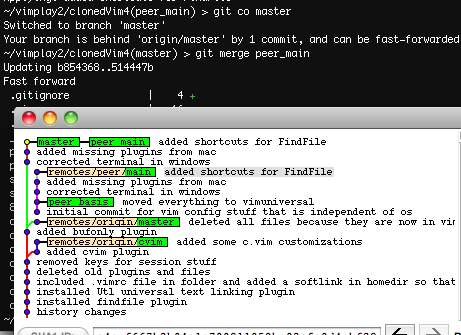 ~/vimplay2/clonedVim4(peer_main) > git co master
Switched to branch 'master'
Your branch is behind 'origin/master' by 1 commit, and can be fast-forwarded
~/vimplay2/clonedVim4(master) > git merge peer_main
Updating b854368..514447b
Fast forward
.gitignore | 4 +
master peer_main added shortcuts for FindFile
added missing plugins from mac
corrected terminal in windows
remotes/peer/main added shortcuts for FindFile
added missing plugins from mac
corrected terminal in windows
peer_basis moved everything to vimuniversal
initial commit for vim config stuff that is independent of os
remotes/origin/master deleted all files because they are now in
added bufonly plugin
remotes/origin/cvim added some c.vim customizations
added cvim plugin
removed keys for session stuff
deleted old plugins and files
included .vimrc file in folder and added a softlink in homedir so that
installed Utl universal text linking plugin
installed findfile plugin
history changes